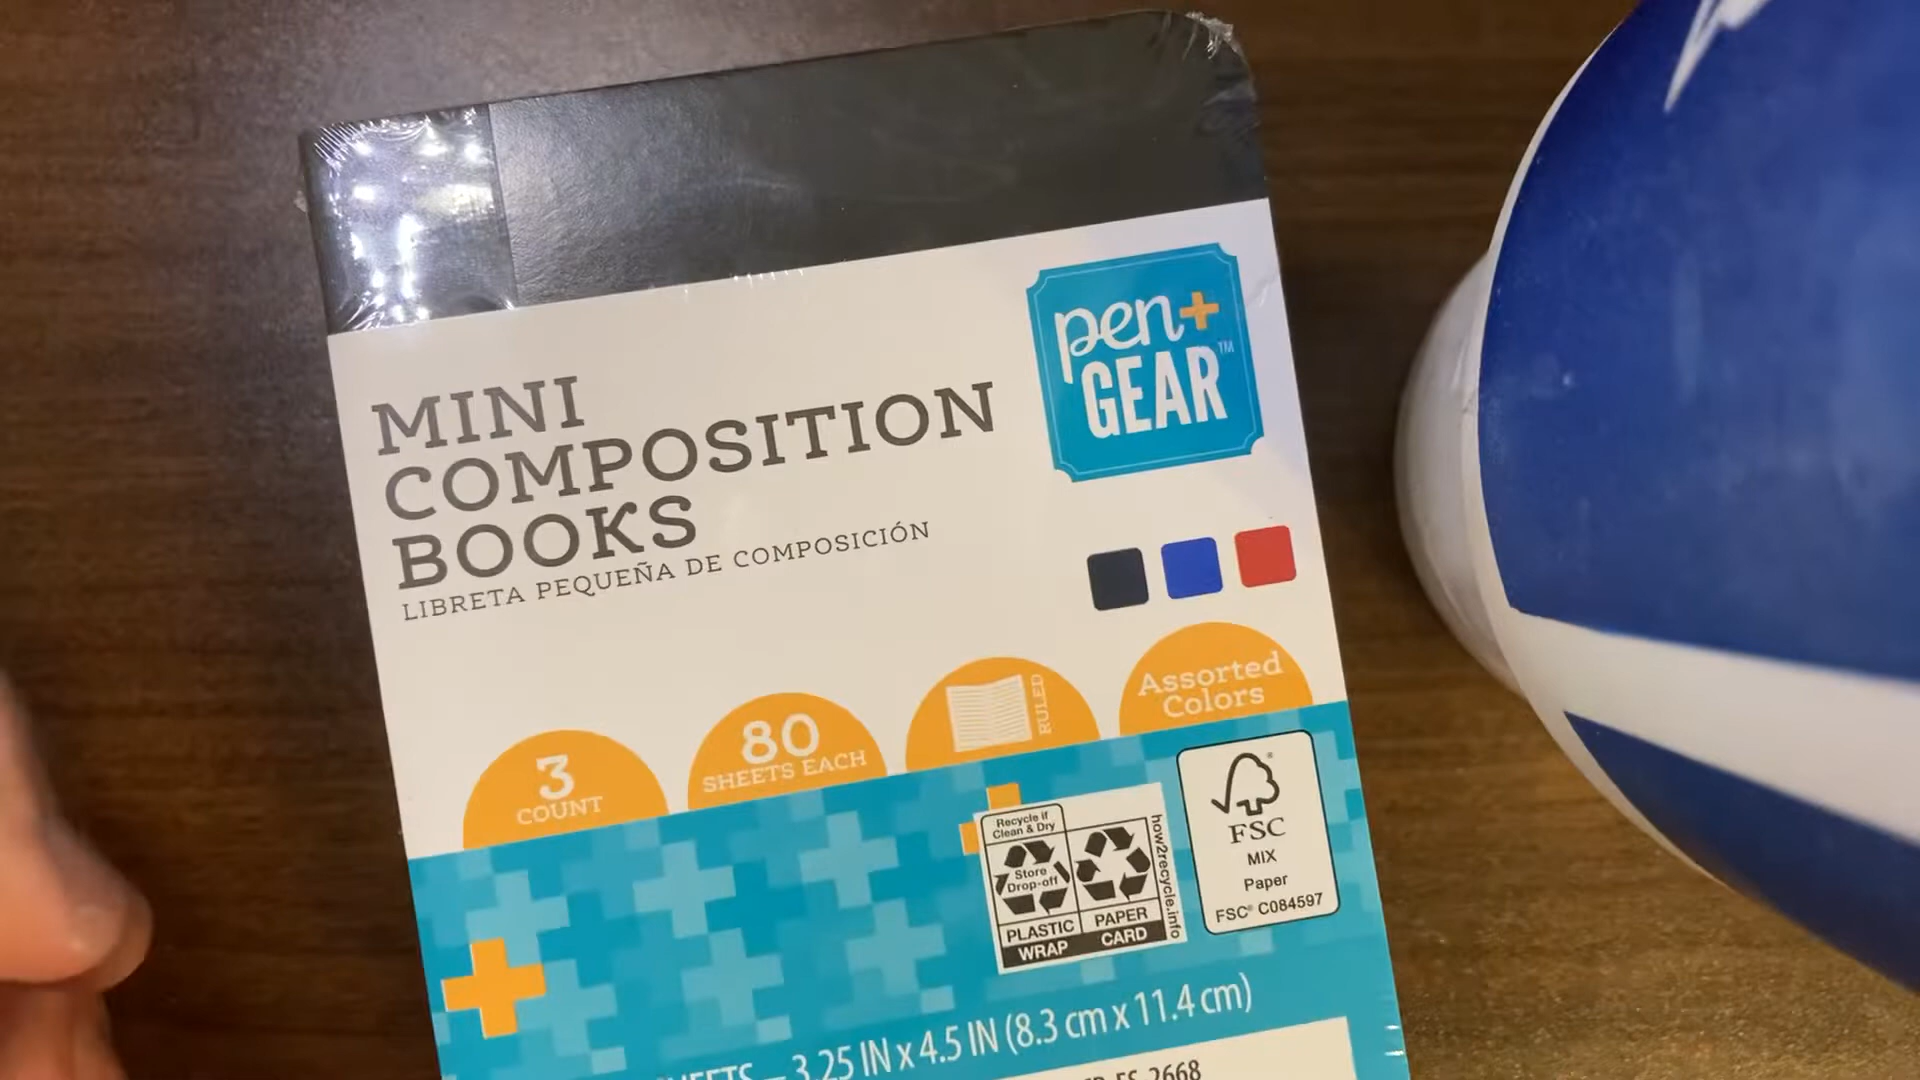 pen+
GEAR™
MINI
COMPOSITION
BOOKS
LIBRETA PEQUEÑA DE COMPOSICIÓN
3
COUNT
80
SHEETS EACH
RULED
Assorted
Colors
Recycle if
Clean & Dry
Store
Drop-off
PLASTIC
WRAP
PAPER
CARD
how2recycle.info
FSC
MIX
Paper
FSC® C084597
3.25 IN x 4.5 IN (8.3 cm x 11.4 cm)